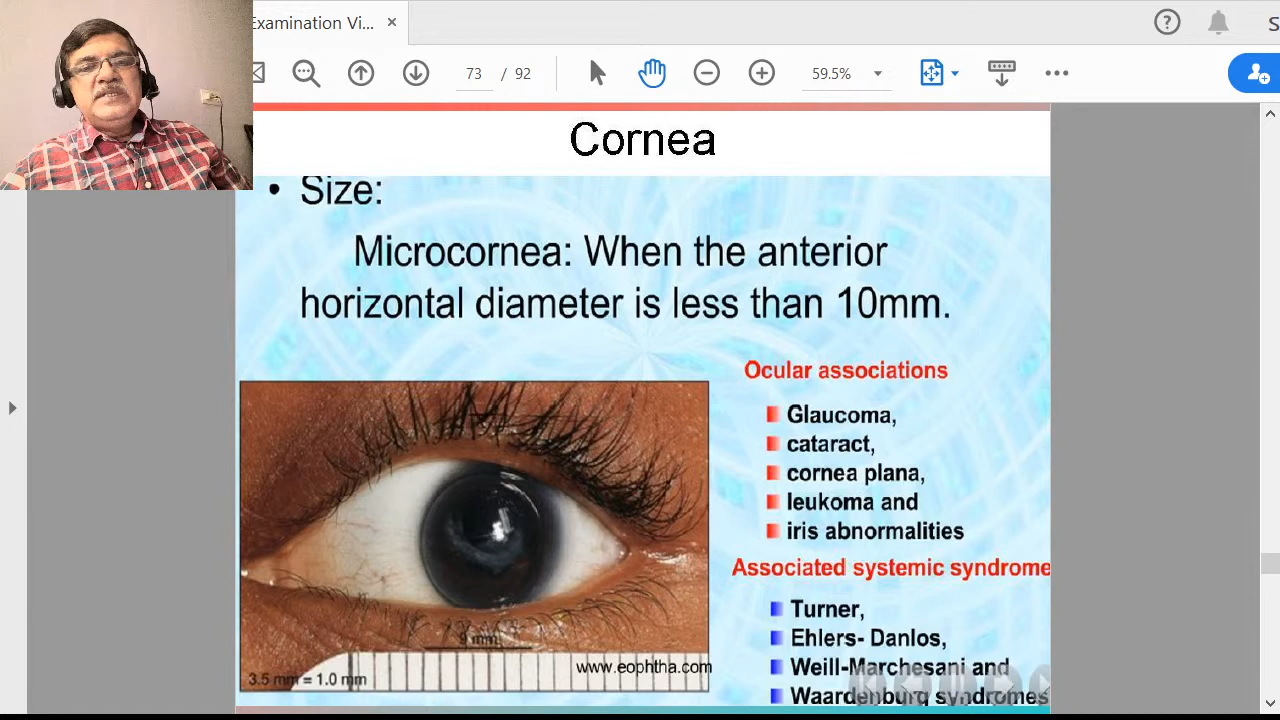 Examination Vi...
73 / 92
59.5%
Cornea
• Size:
Microcornea: When the anterior
horizontal diameter is less than 10mm.
Ocular associations
Glaucoma,
cataract,
cornea plana,
leukoma and
iris abnormalities
Associated systemic syndrome
Turner,
Ehlers- Danlos,
Weill-Marchesani and
Waardenburg syndromes
9 mm
www.eophtha.com
3.5 mm = 1.0 mm